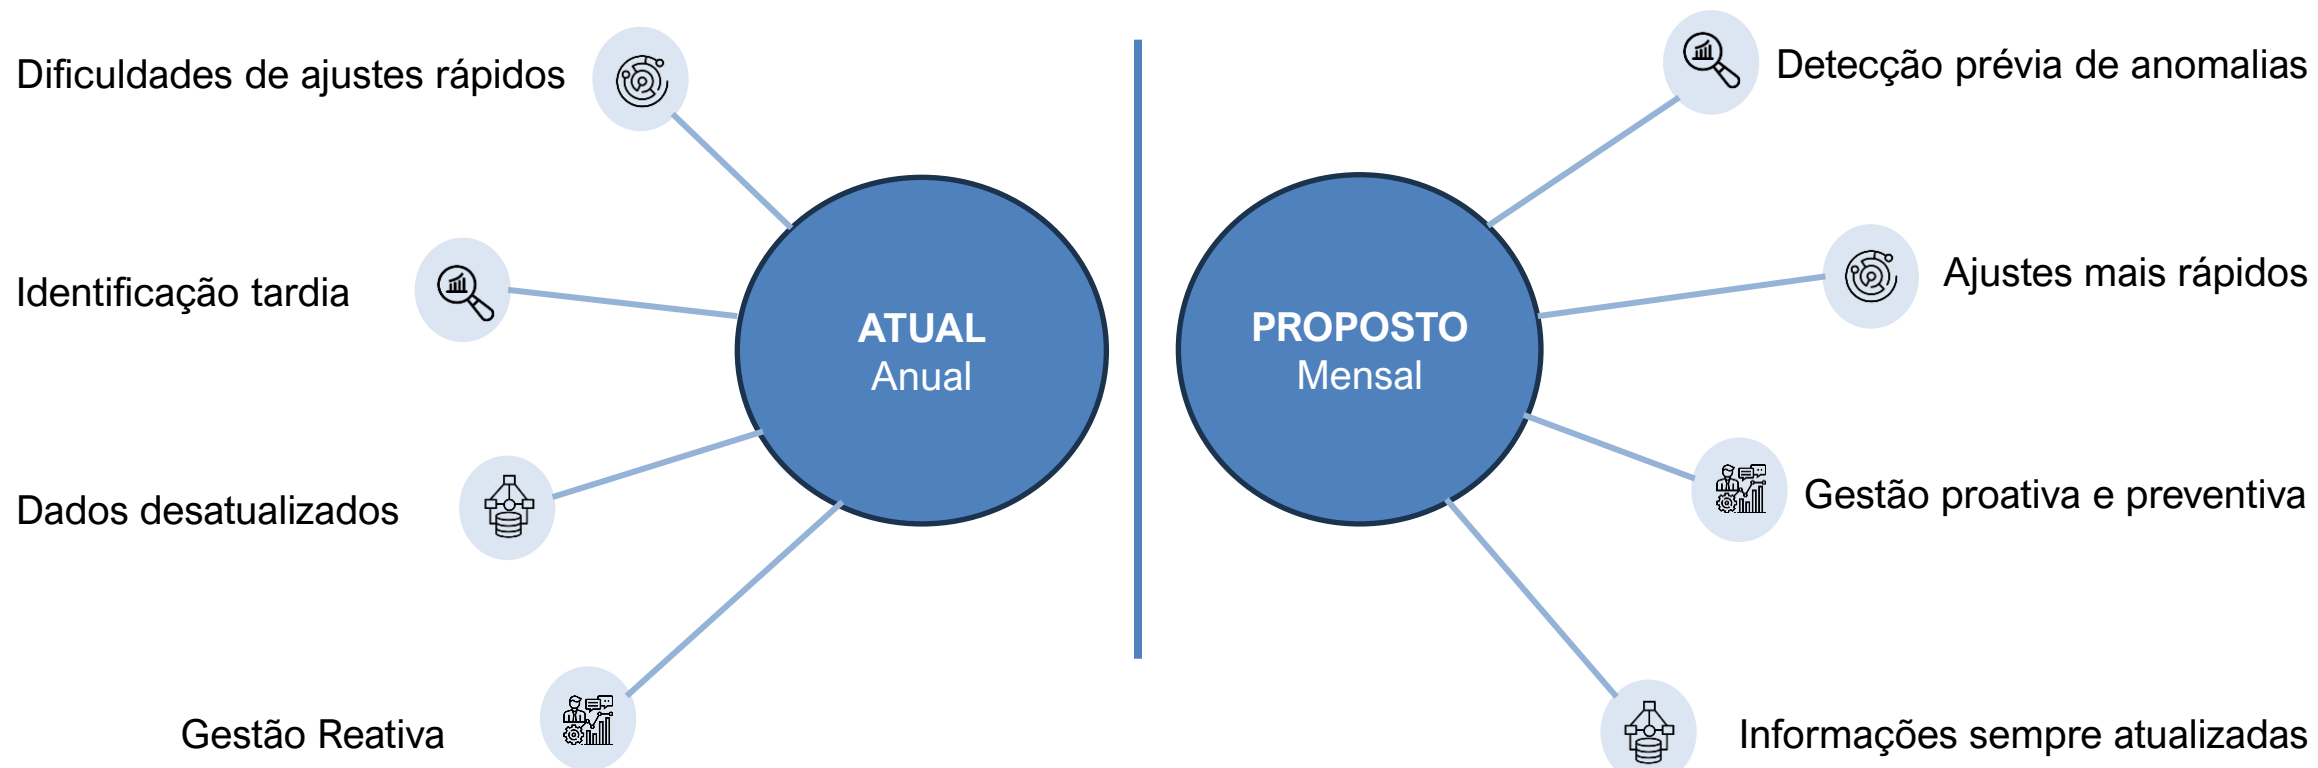 Dificuldades de ajustes rápidos
Identificação tardia
Dados desatualizados
Gestão Reativa
ATUAL
Anual
PROPOSTO
Mensal
Detecção prévia de anomalias
Ajustes mais rápidos
Gestão proativa e preventiva
Informações sempre atualizadas